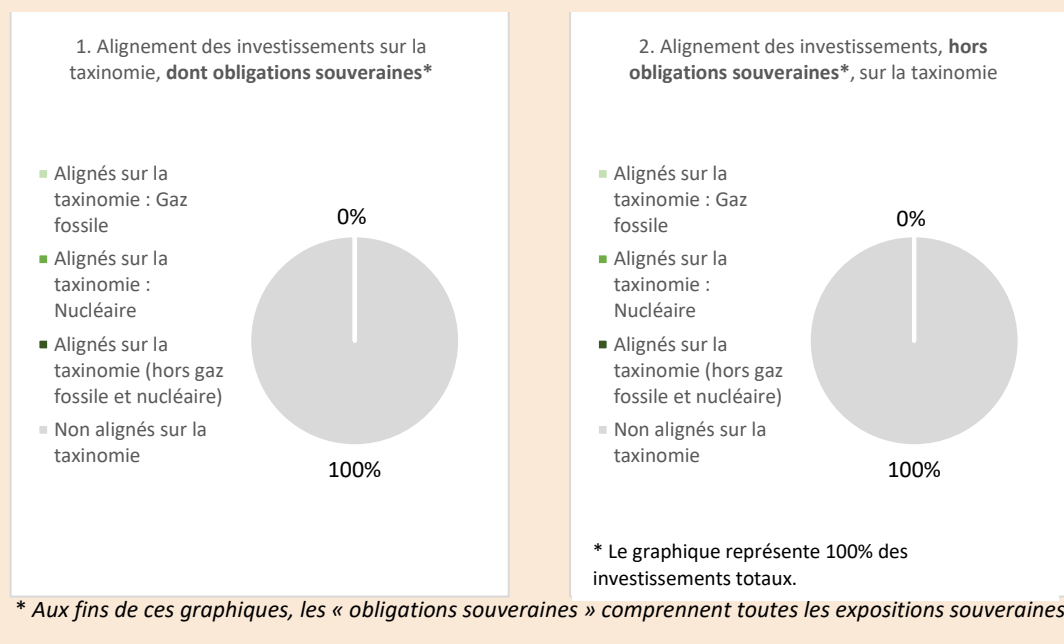 1. Alignement des investissements sur la
taxinomie, dont obligations souveraines*
Alignés sur la
taxinomie : Gaz
fossile
Alignés sur la
taxinomie :
Nucléaire
Alignés sur la
taxinomie (hors gaz
fossile et nucléaire)
Non alignés sur la
taxinomie
0%
100%
2. Alignement des investissements, hors
obligations souveraines*, sur la taxinomie
Alignés sur la
taxinomie : Gaz
fossile
Alignés sur la
taxinomie :
Nucléaire
Alignés sur la
taxinomie (hors gaz
fossile et nucléaire)
Non alignés sur la
taxinomie
0%
100%
* Le graphique représente 100% des
investissements totaux.
* Aux fins de ces graphiques, les « obligations souveraines » comprennent toutes les expositions souveraines